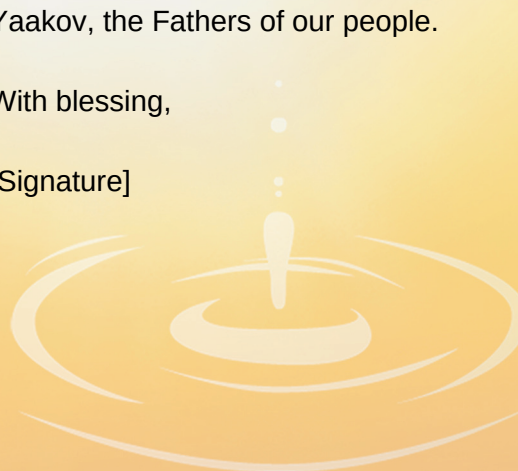 Yaakov, the Fathers of our people.
With blessing,
[Signature]